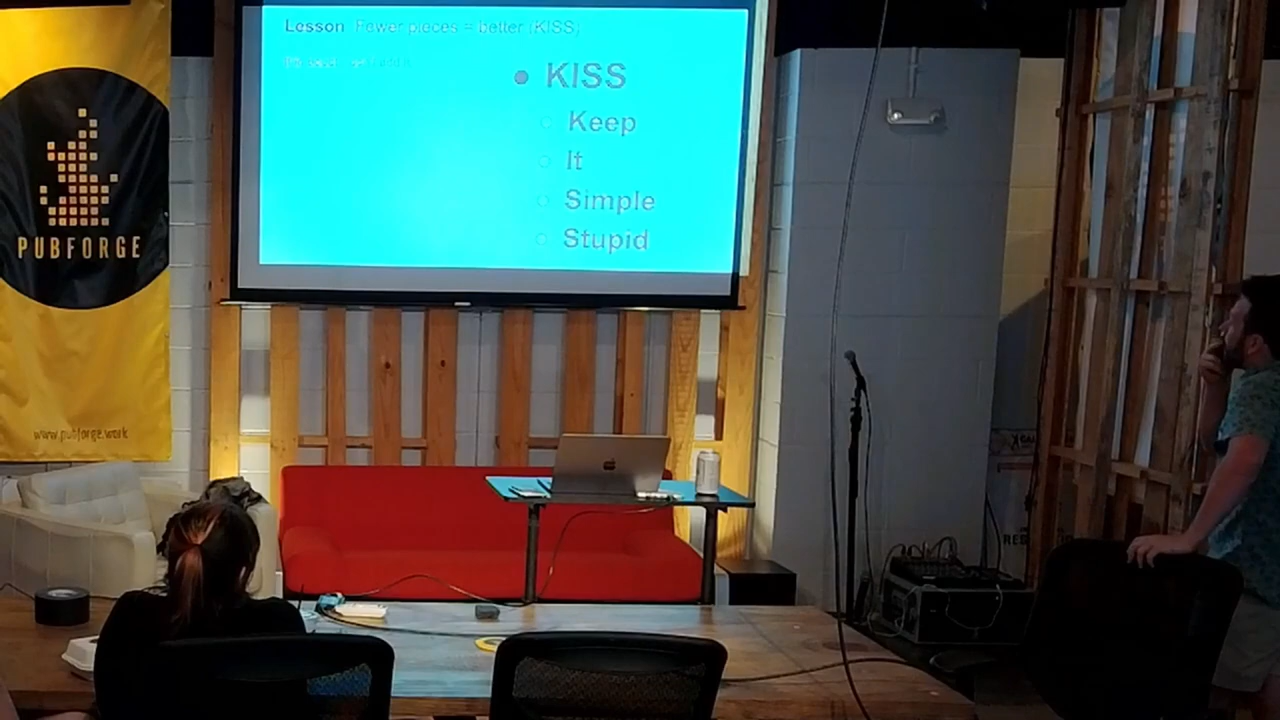 Lesson Fewer pieces = better (KISS)
KISS
Keep
It
Simple
Stupid
PUBFORGE
www.pubforge.work